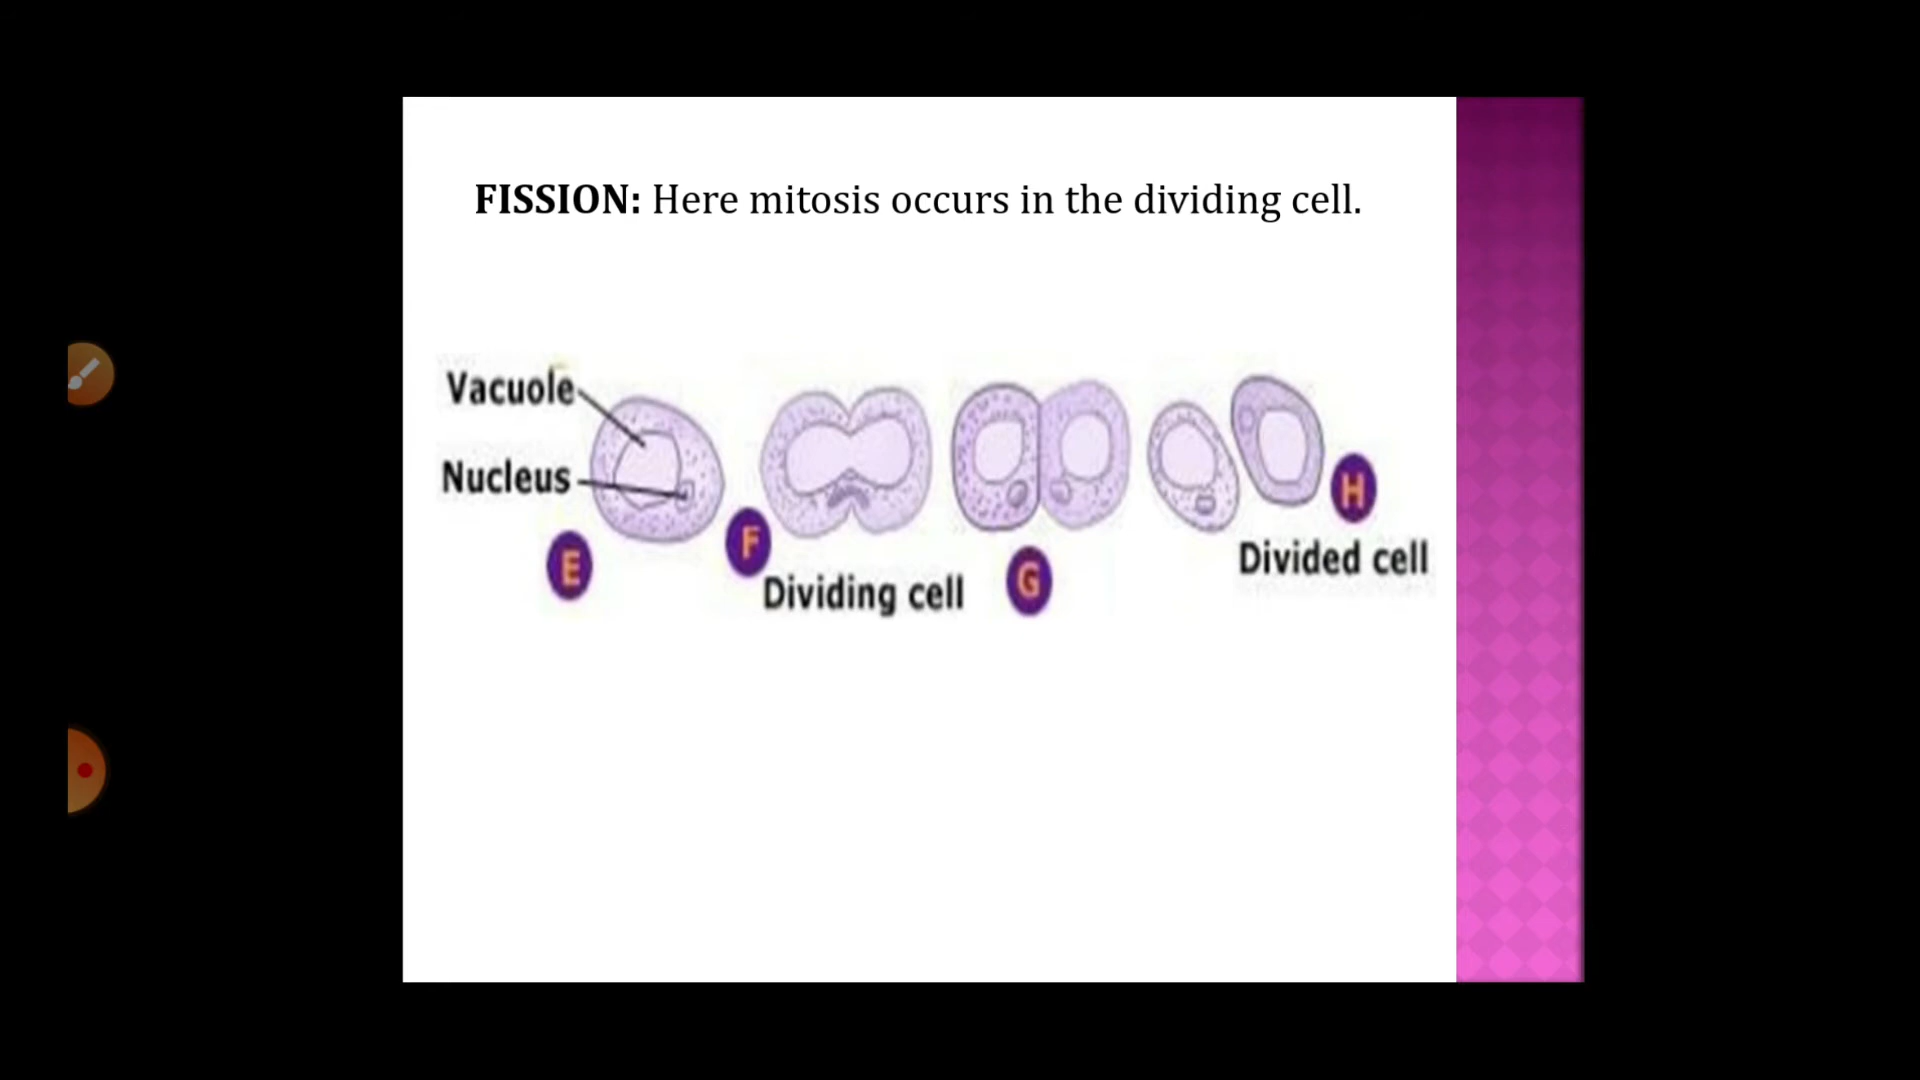 FISSION: Here mitosis occurs in the dividing cell.
Vacuole
Nucleus
E
F
Dividing cell
G
H
Divided cell